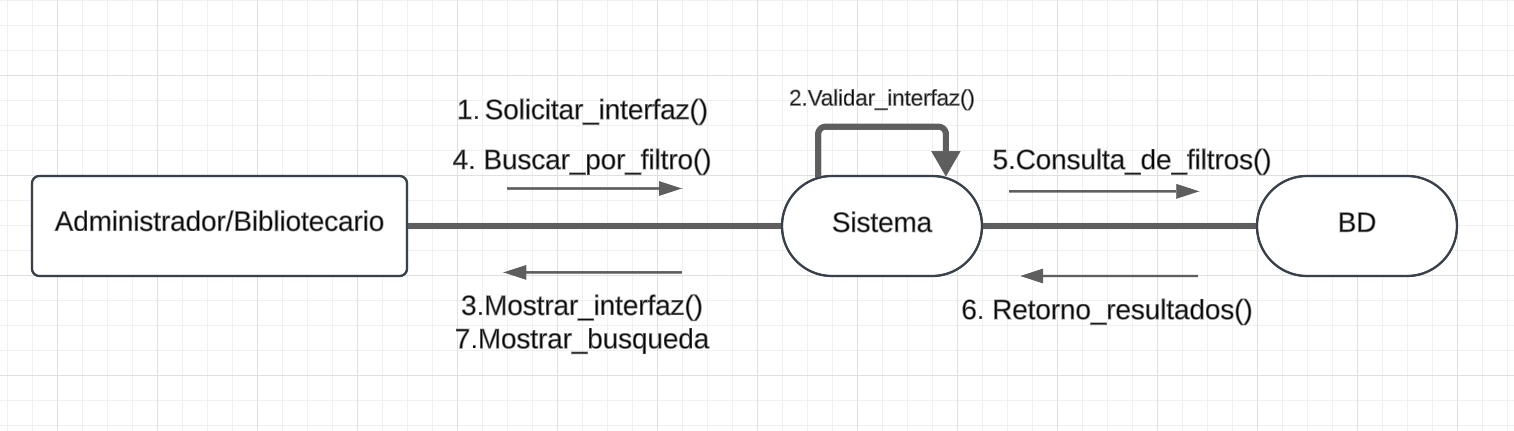 1. Solicitar_interfaz()
4. Buscar_por_filtro()
2.Validar_interfaz()
5.Consulta_de_filtros()
Administrador/Bibliotecario
Sistema
BD
3.Mostrar_interfaz()
7.Mostrar_busqueda
6. Retorno_resultados()